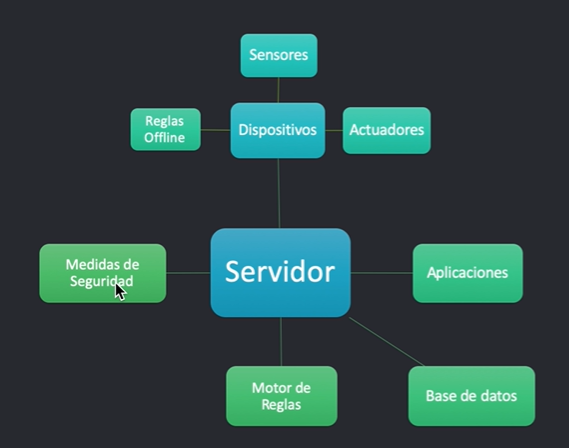 Sensores
Reglas
Offline
Dispositivos
Actuadores
Medidas de
Seguridad
Servidor
Aplicaciones
Motor de
Reglas
Base de datos